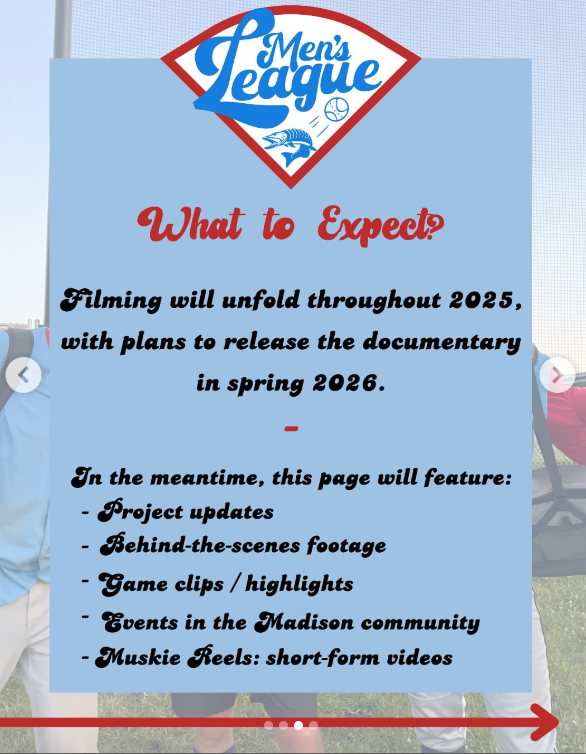 Men's
League
What to Expect?
Filming will unfold throughout 2025,
with plans to release the documentary
in spring 2026.
-
In the meantime, this page will feature:
- Project updates
- Behind-the-scenes footage
- Game clips / highlights
- Events in the Madison community
- Muskie Reels: short-form videos